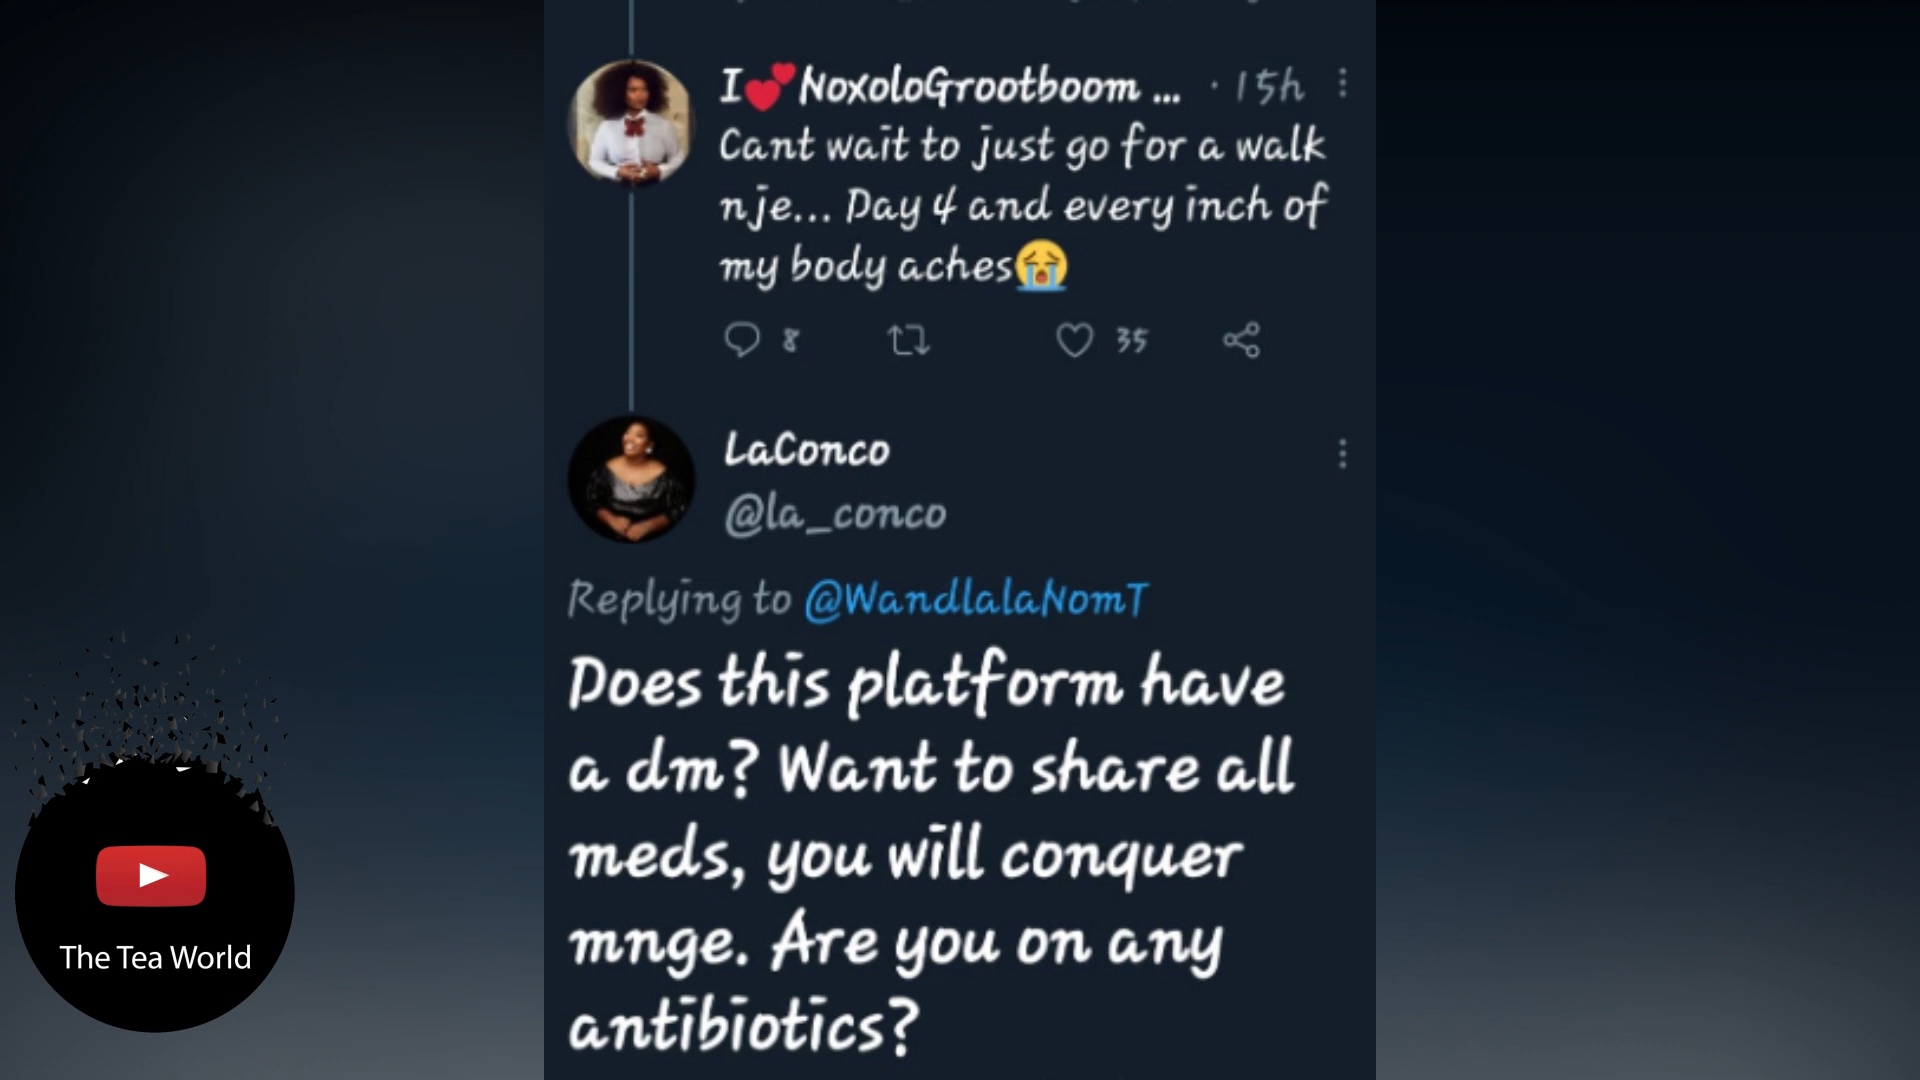 I💕NoxoloGrootboom ... · 15h
Cant wait to just go for a walk
nje... Day 4 and every inch of
my body aches😭
8 35
LaConco
@la_conco
Replying to @WandlalaNomT
Does this platform have
a dm? Want to share all
meds, you will conquer
mnge. Are you on any
antibiotics?
The Tea World